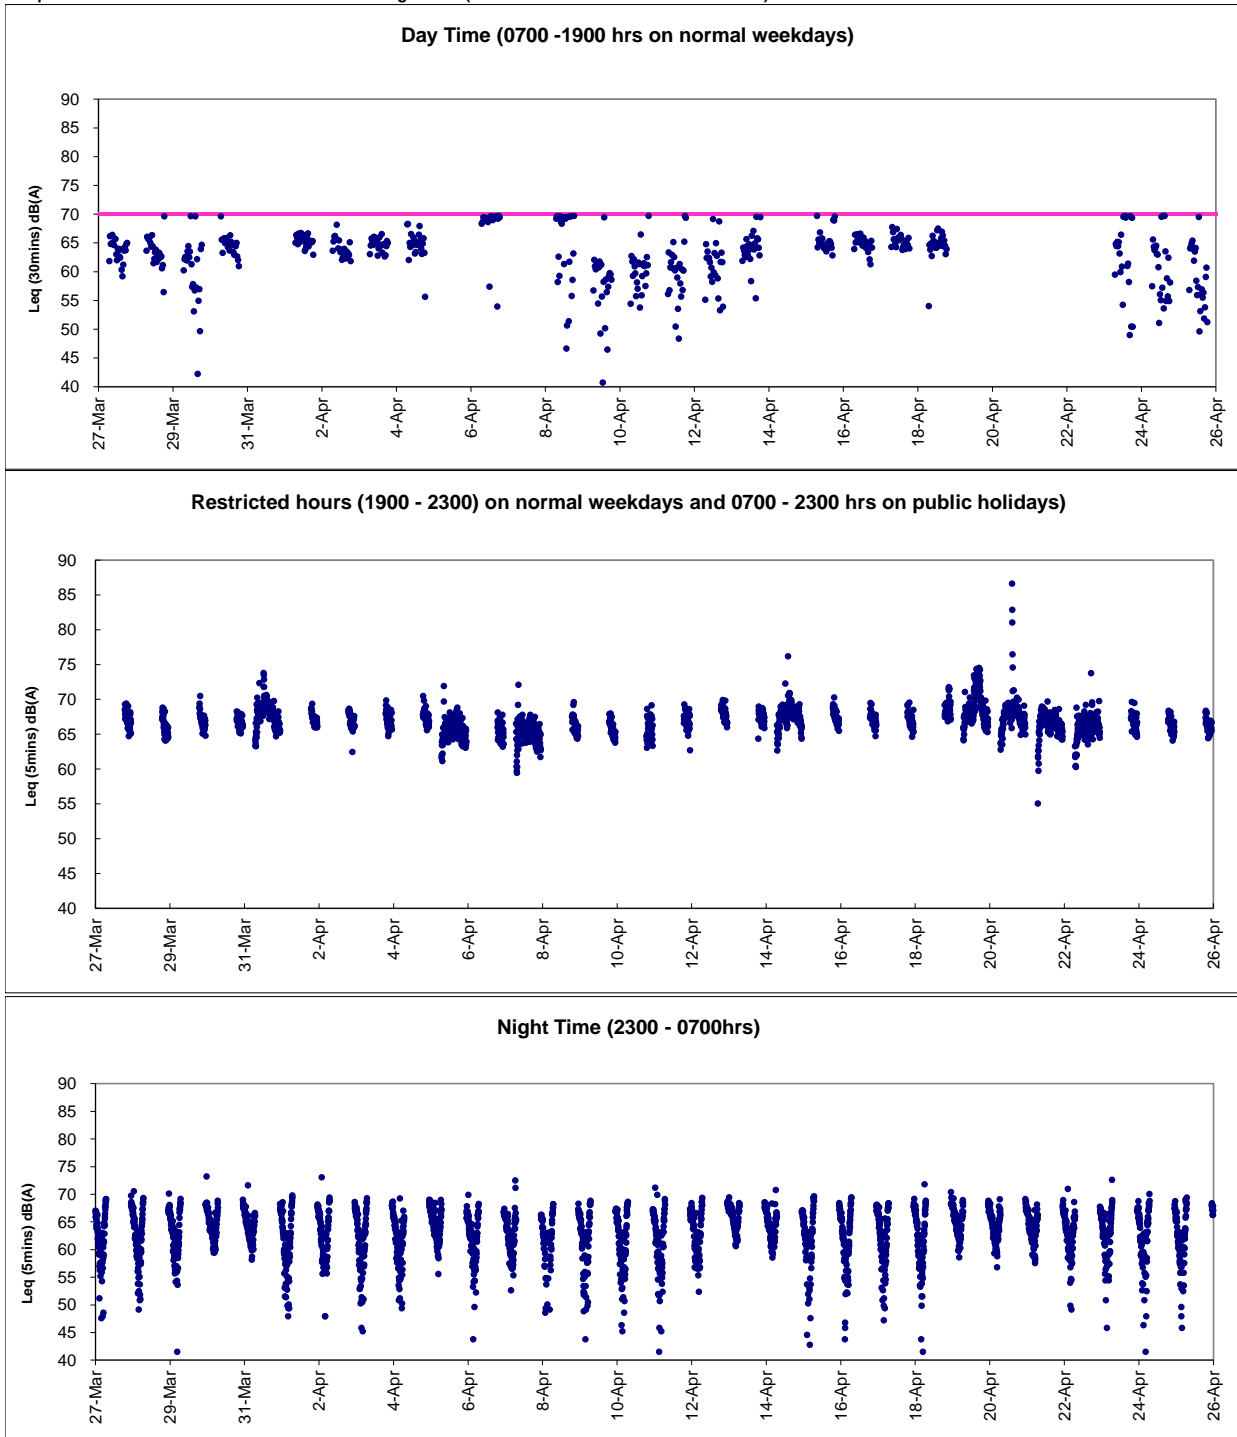 Day Time (0700 -1900 hrs on normal weekdays)
90
85
80
75
70
65
60
55
50
45
40
Leq (30mins) dB(A)
27-Mar
29-Mar
31-Mar
2-Apr
4-Apr
6-Apr
8-Apr
10-Apr
12-Apr
14-Apr
16-Apr
18-Apr
20-Apr
22-Apr
24-Apr
26-Apr
Restricted hours (1900 - 2300) on normal weekdays and 0700 - 2300 hrs on public holidays)
90
85
80
75
70
65
60
55
50
45
40
Leq (5mins) dB(A)
27-Mar
29-Mar
31-Mar
2-Apr
4-Apr
6-Apr
8-Apr
10-Apr
12-Apr
14-Apr
16-Apr
18-Apr
20-Apr
22-Apr
24-Apr
26-Apr
Night Time (2300 - 0700hrs)
90
85
80
75
70
65
60
55
50
45
40
Leq (5mins) dB(A)
27-Mar
29-Mar
31-Mar
2-Apr
4-Apr
6-Apr
8-Apr
10-Apr
12-Apr
14-Apr
16-Apr
18-Apr
20-Apr
22-Apr
24-Apr
26-Apr